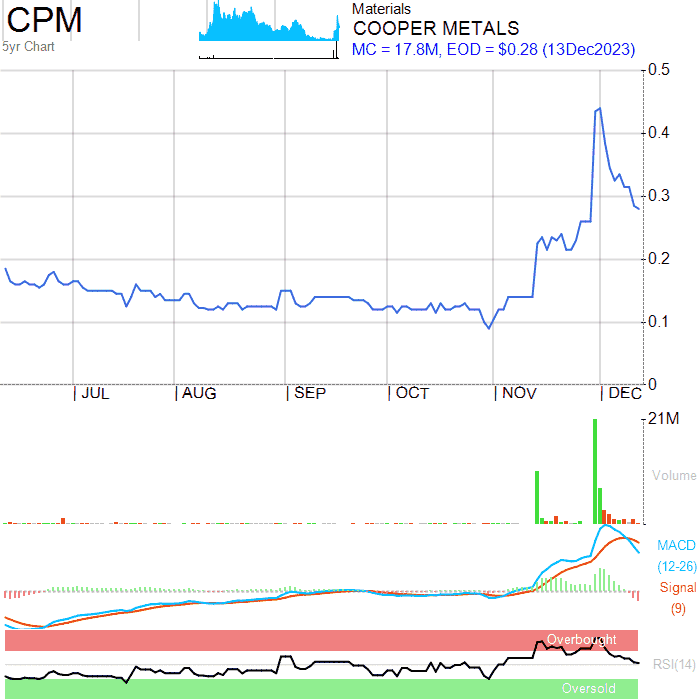 CPM
5yr Chart
Materials
COOPER METALS
MC = 17.8M, EOD = $0.28 (13Dec2023)
0.5
0.4
0.3
0.2
0.1
0
JUL AUG SEP OCT NOV DEC
21M
Volume
MACD
(12-26)
Signal
(9)
Overbought
RSI(14)
Oversold